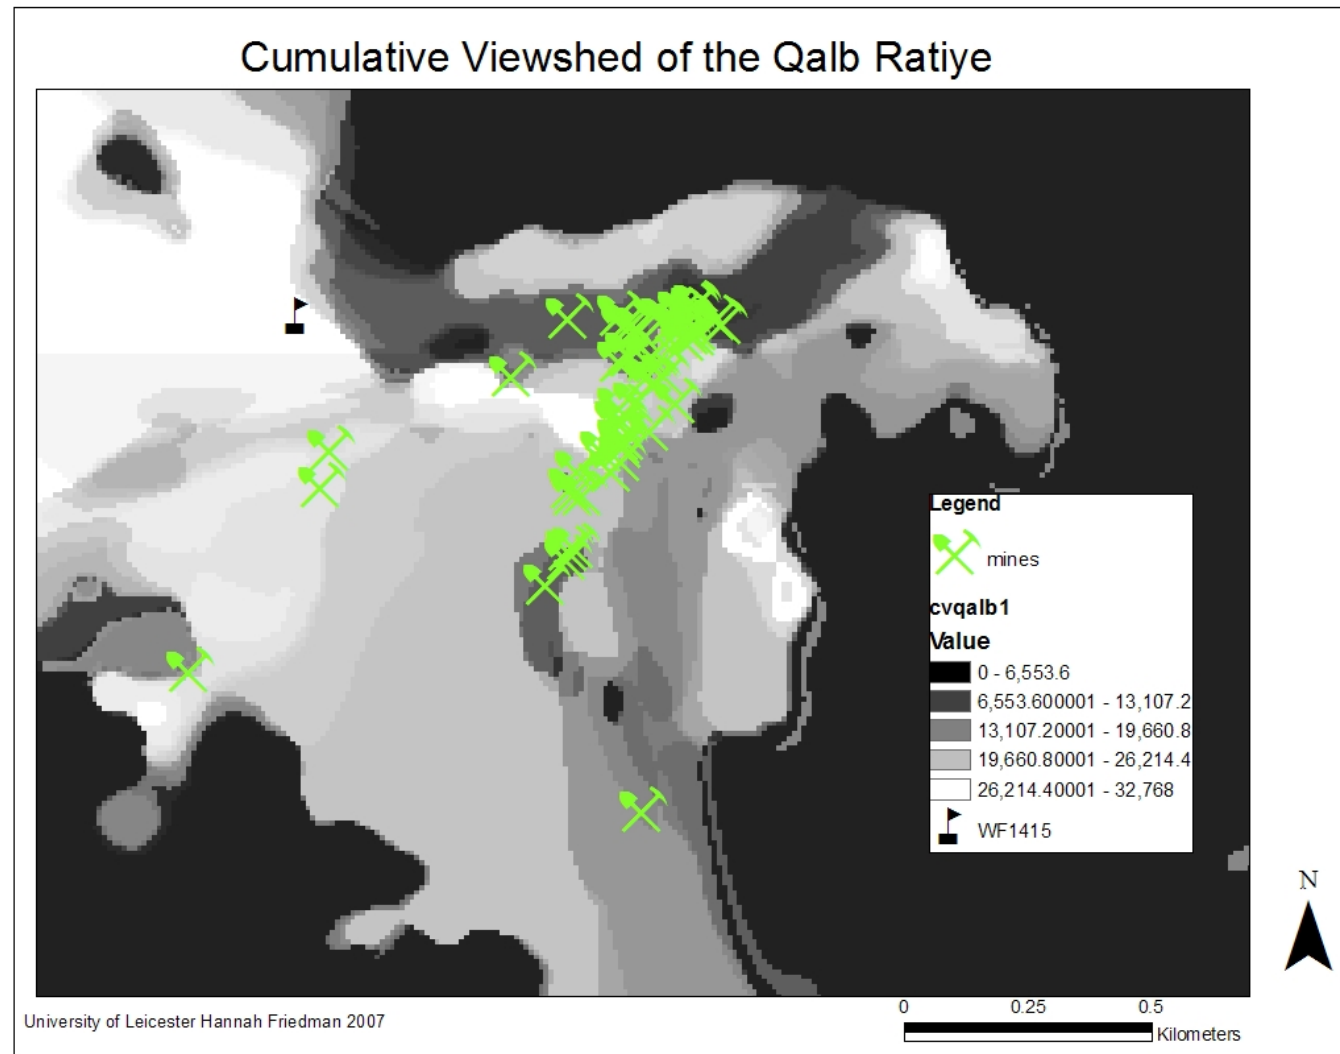 Cumulative Viewshed of the Qalb Ratiye
Legend
mines
cvqalb1
Value
0 - 6,553.6
6,553.600001 - 13,107.2
13,107.20001 - 19,660.8
19,660.80001 - 26,214.4
26,214.40001 - 32,768
WF1415
N
0 0.25 0.5
Kilometers
University of Leicester Hannah Friedman 2007